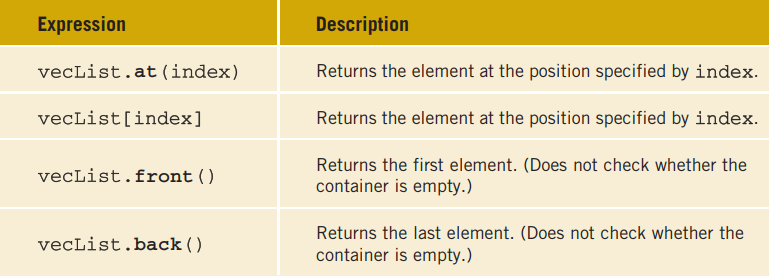 Expression Description
vecList.at(index) Returns the element at the position specified by index.
vecList[index] Returns the element at the position specified by index.
vecList.front() Returns the first element. (Does not check whether the
container is empty.)
vecList.back() Returns the last element. (Does not check whether the
container is empty.)